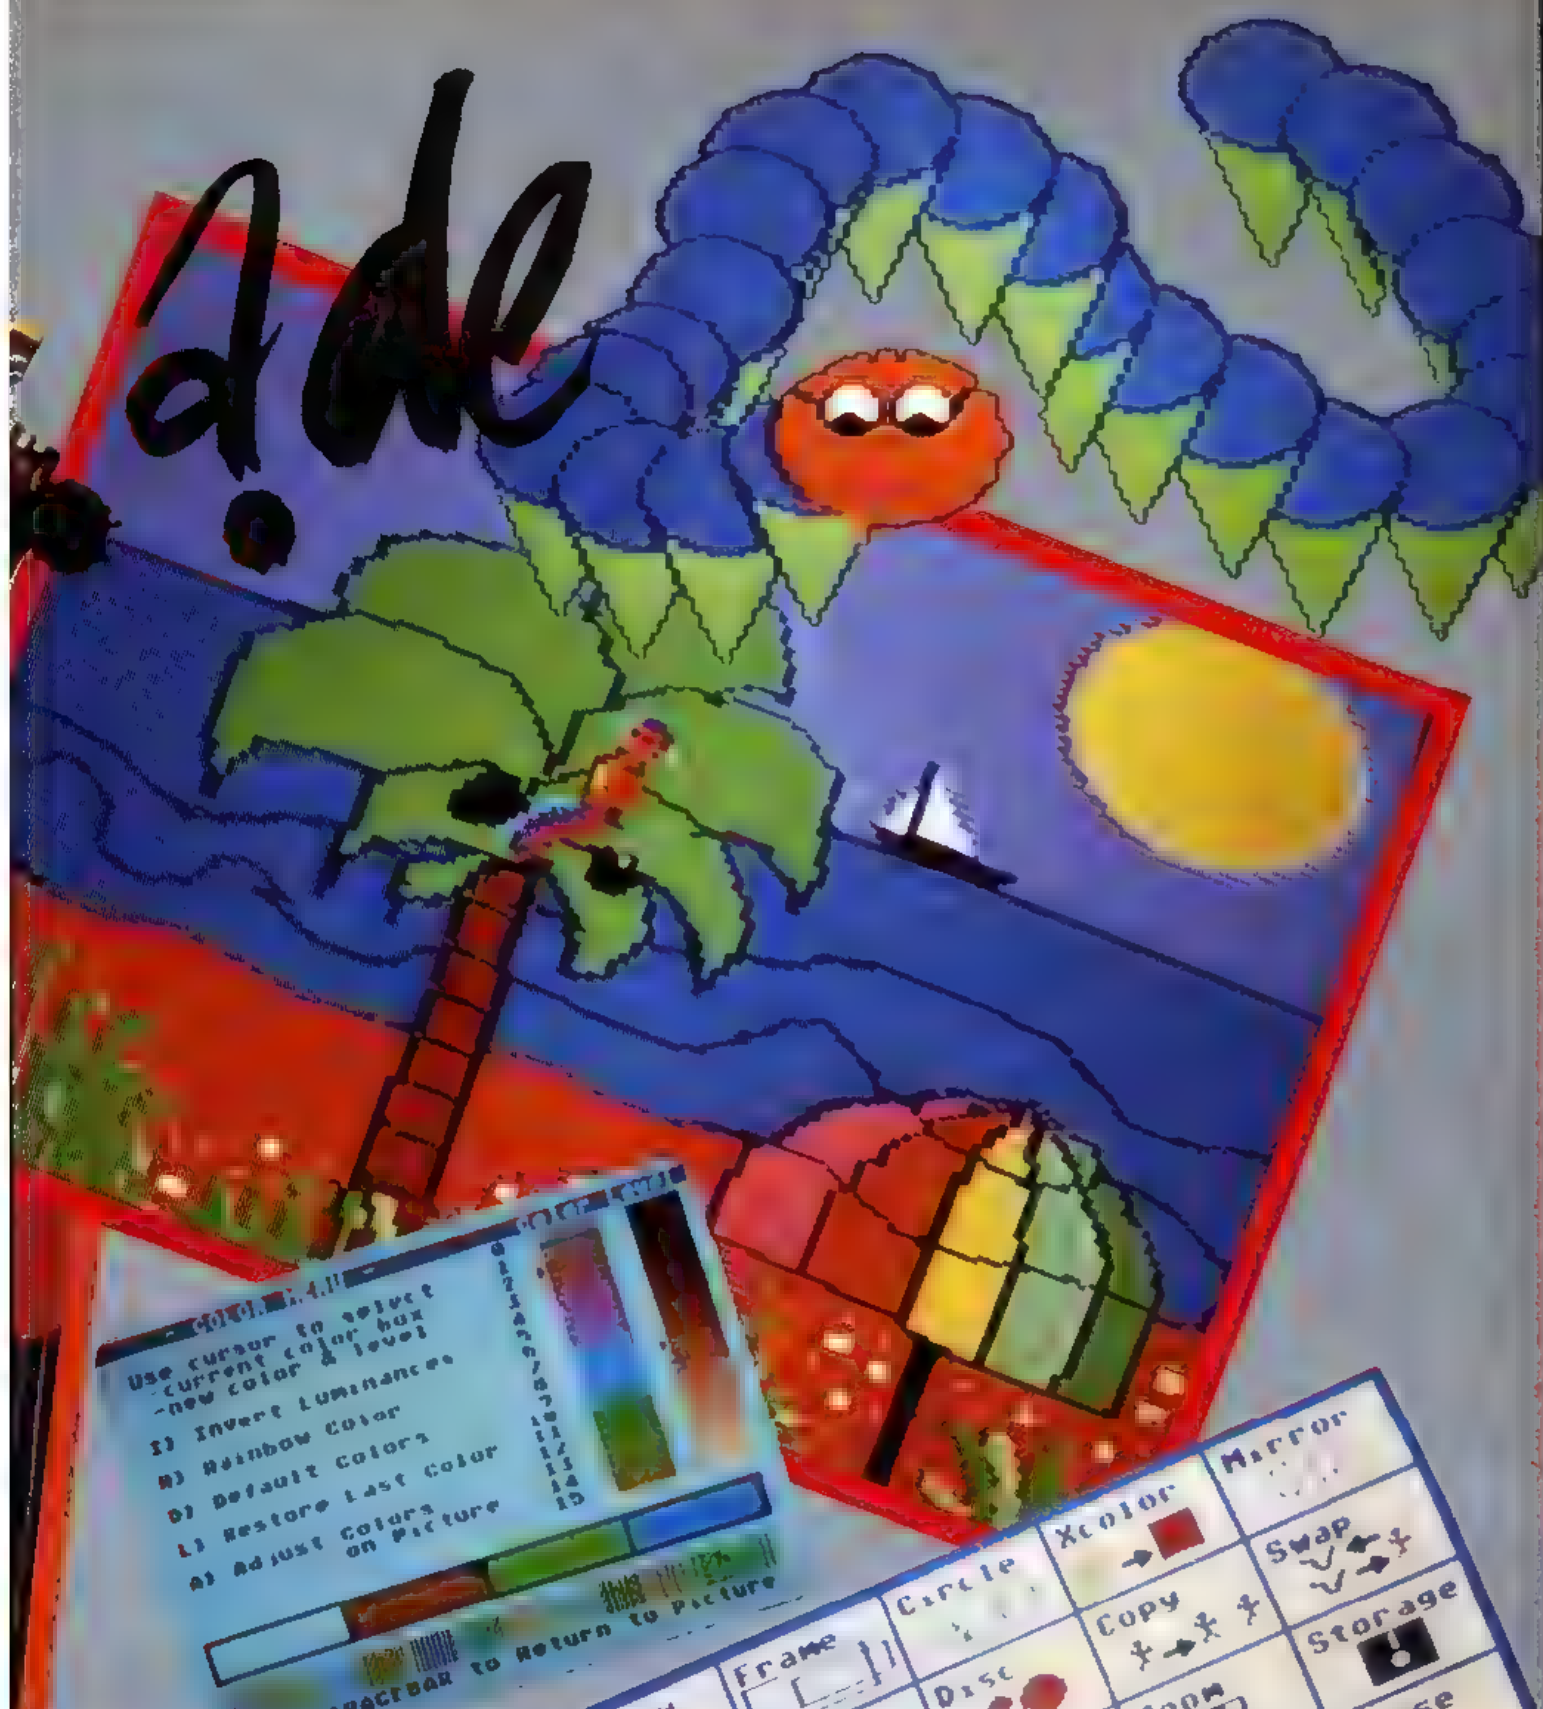 ade
Use cursor to select
-current color box
-new color & level
I) Invert Luminances
R) Rainbow Color
D) Default Colors
L) Restore Last Color
A) Adjust Colors
on Picture
to Return to Picture
Frame
Circle
Xcolor
Mirror
Disc
Copy
Swap
Storage